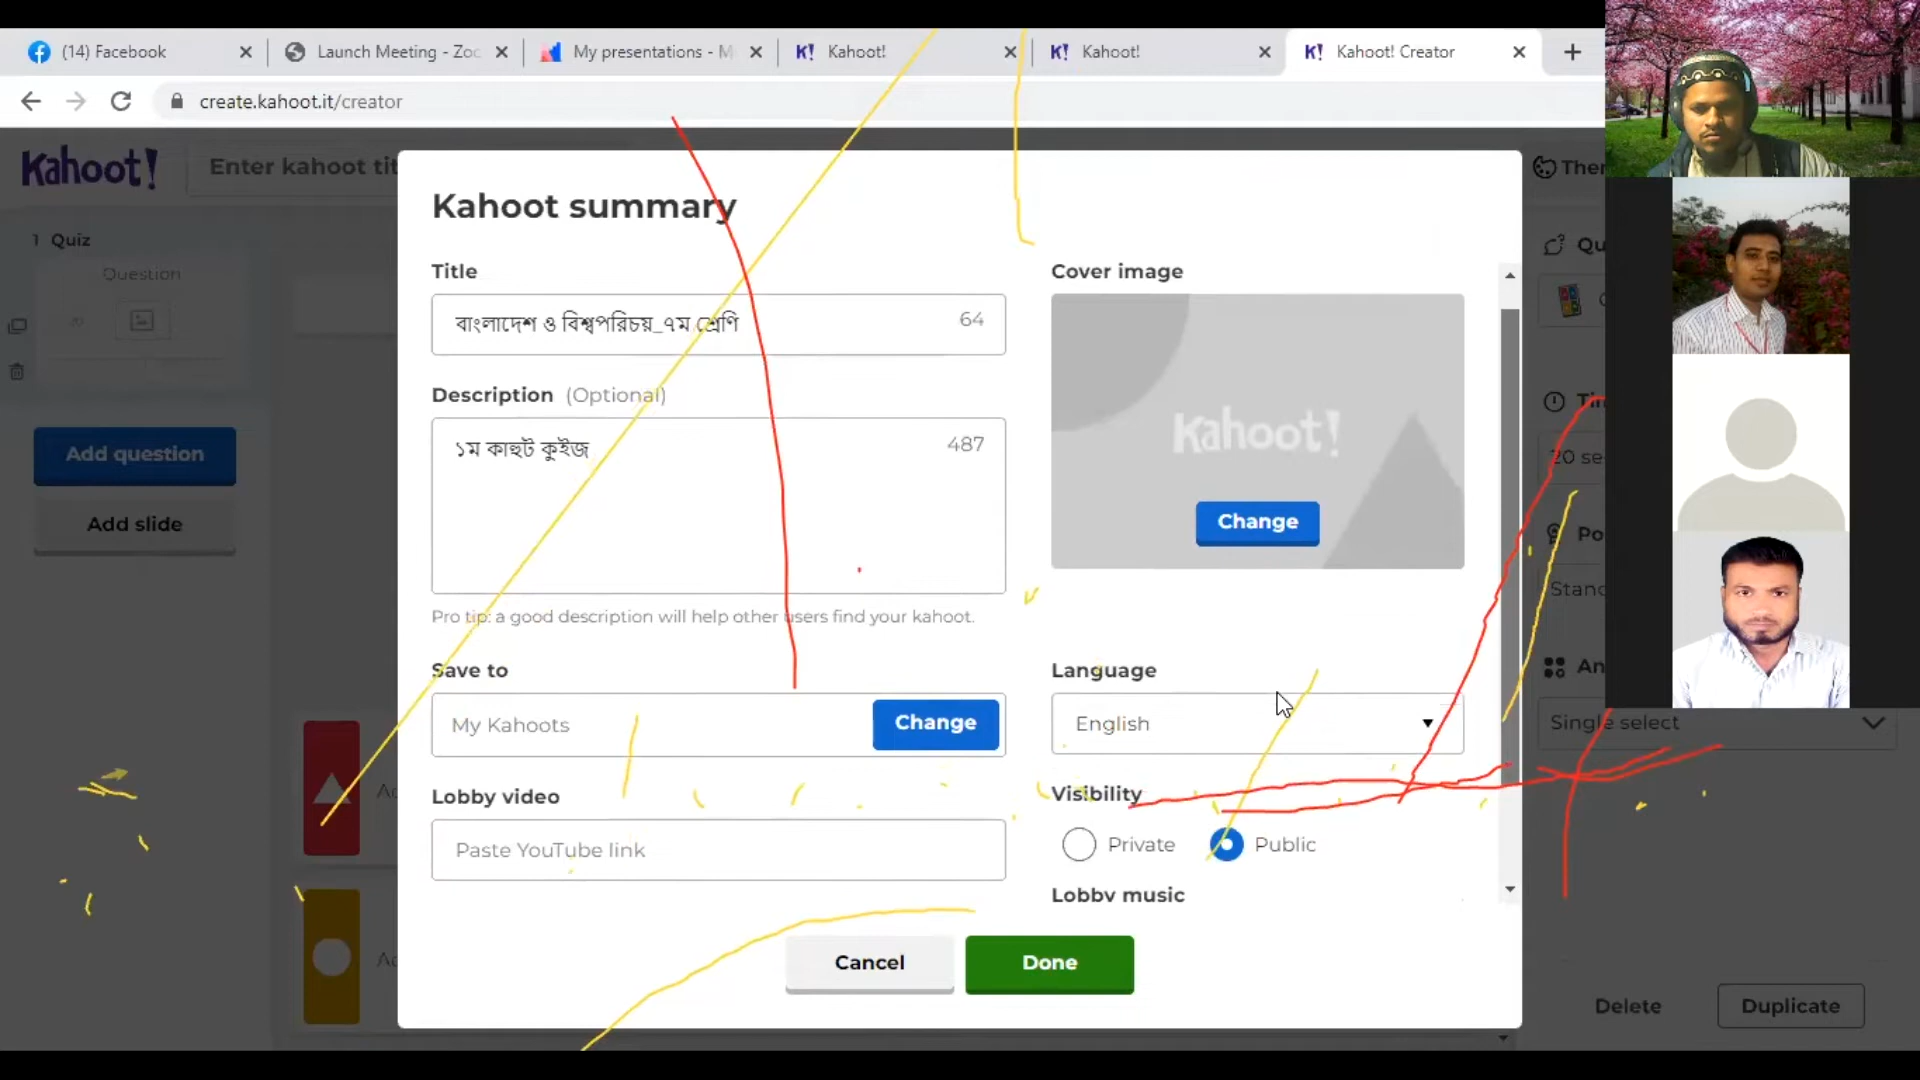 (14) Facebook
Launch Meeting - Zoo
My presentations - M
K! Kahoot!
K! Kahoot!
K! Kahoot! Creator
create.kahoot.it/creator
Kahoot!
Enter kahoot tit
Kahoot summary
1 Quiz
Question
Add question
Add slide
Title
বাংলাদেশ ও বিশ্বপরিচয়_৭ম শ্রেণি
64
Description (Optional)
১ম কাহুট কুইজ
487
Pro tip: a good description will help other users find your kahoot.
Save to
My Kahoots
Change
Lobby video
Paste YouTube link
Cover image
Kahoot!
Change
Language
English
Visibility
Private
Public
Lobby music
Cancel
Done
Single select
Delete
Duplicate